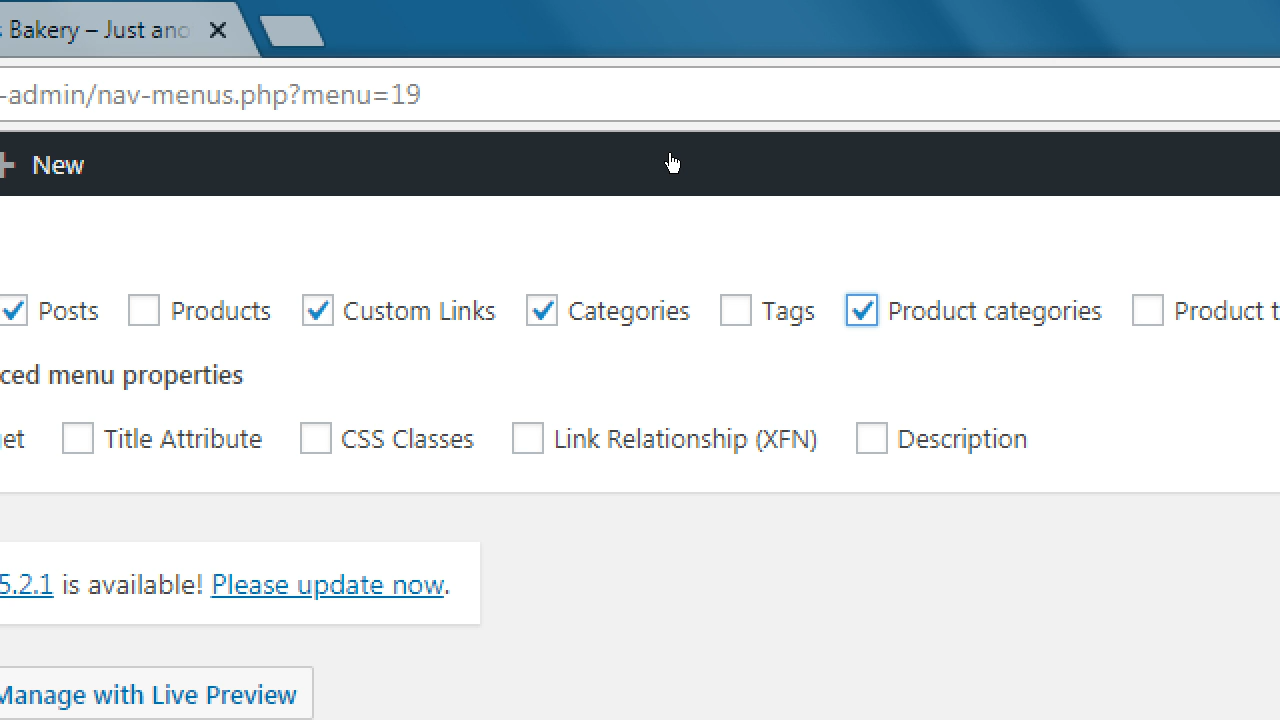 Bakery – Just ano
-admin/nav-menus.php?menu=19
New
Posts Products Custom Links Categories Tags Product categories Product t
ced menu properties
get Title Attribute CSS Classes Link Relationship (XFN) Description
5.2.1 is available! Please update now.
Manage with Live Preview